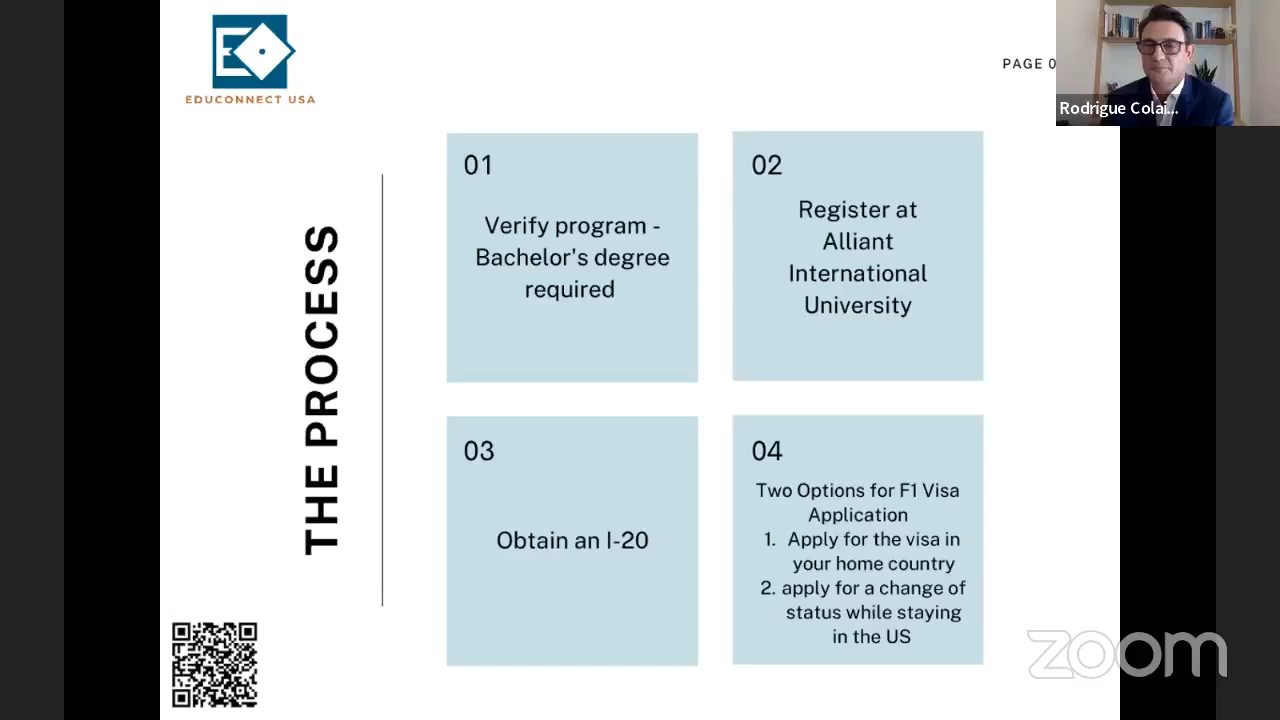 EDUCONNECT USA
PAGE 0
Rodrigue Colai...
THE PROCESS
01
Verify program -
Bachelor's degree
required
02
Register at
Alliant
International
University
03
Obtain an I-20
04
Two Options for F1 Visa
Application
1. Apply for the visa in
your home country
2. apply for a change of
status while staying
in the US
zoom